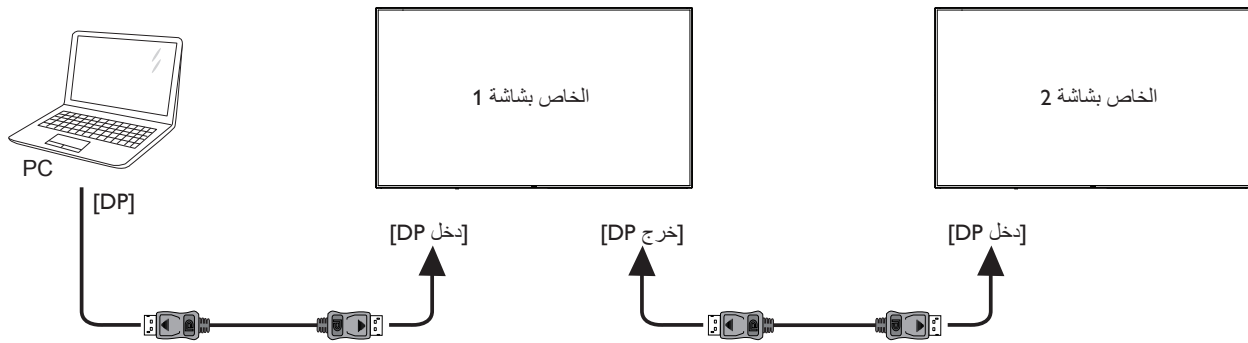 الخاص بشاشة 1
الخاص بشاشة 2
PC
[DP]
[دخل DP]
[خرج DP]
[دخل DP]